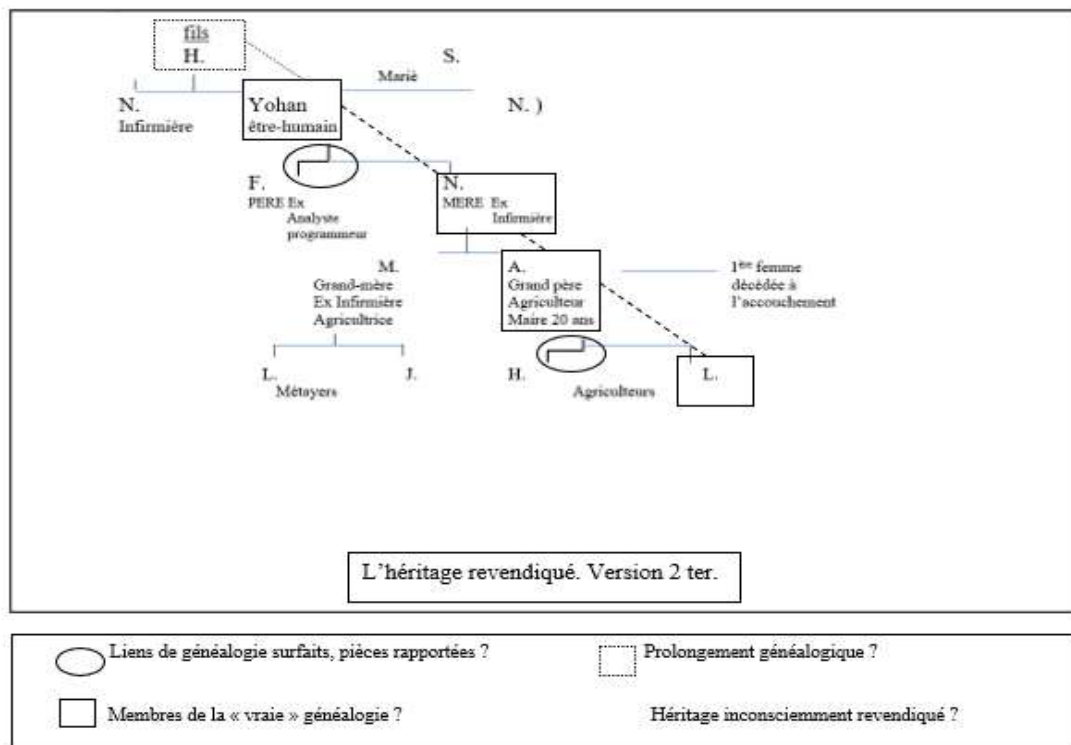 fils
H.
S.
Marié
N.
Infirmière
Yohan
être-humain
N. )
F.
PERE Ex
Analyste
programmeur
N.
MERE Ex
Infirmière
M.
Grand-mère
Ex Infirmière
Agricultrice
A.
Grand père
Agriculteur
Maire 20 ans
1ère femme
décédée à
l'accouchement
L.
Métayers
J.
H.
Agriculteurs
L.
L'héritage revendiqué. Version 2 ter.
Liens de généalogie surfaits, pièces rapportées ?
Prolongement généalogique ?
Membres de la « vraie » généalogie ?
Héritage inconsciemment revendiqué ?